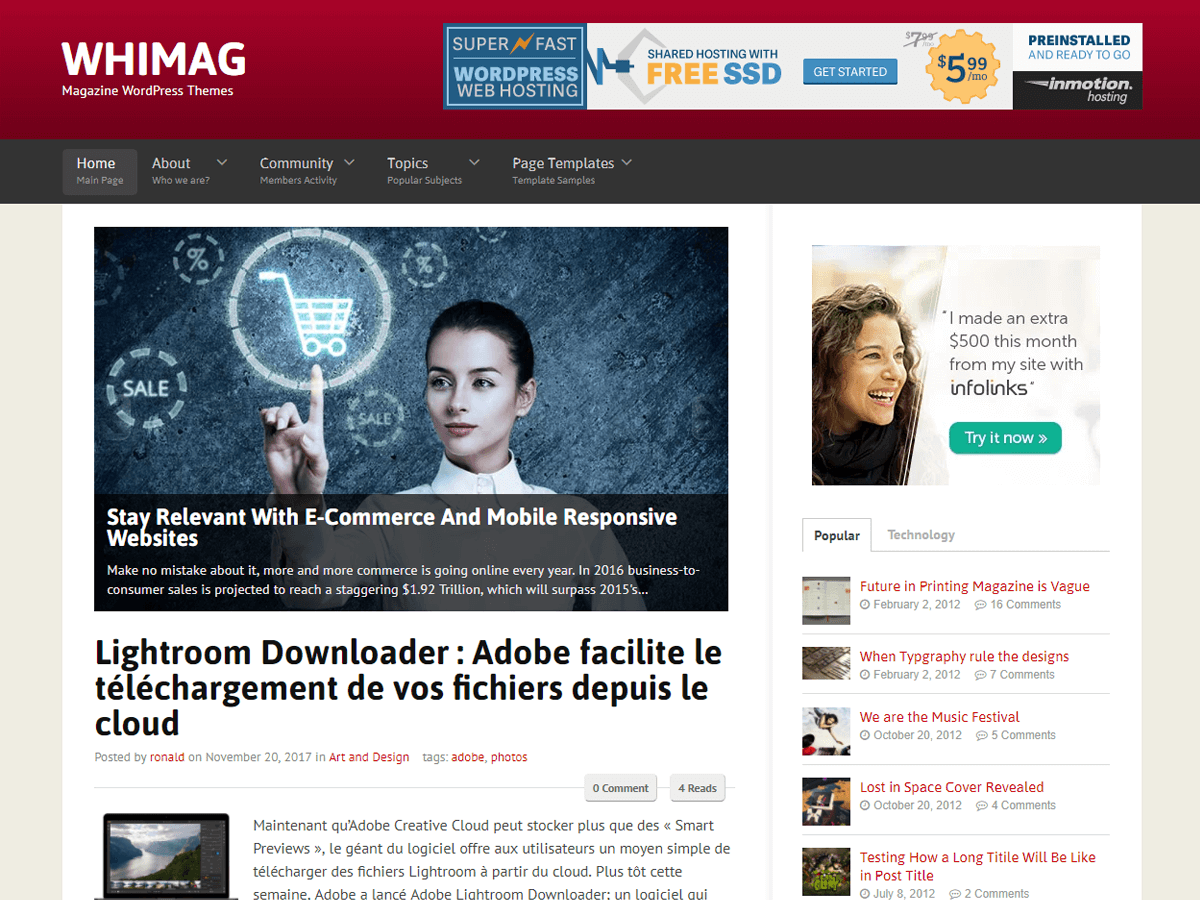 WHIMAG
Magazine WordPress Themes
SUPER FAST
WORDPRESS
WEB HOSTING
SHARED HOSTING WITH
FREE SSD
GET STARTED
$7.99
/mo
$5.99
/mo
PREINSTALLED
AND READY TO GO
inmotion.
hosting
Home
Main Page
About
Who we are?
Community
Members Activity
Topics
Popular Subjects
Page Templates
Template Samples
%
%
SALE
SALE
Stay Relevant With E-Commerce And Mobile Responsive
Websites
Make no mistake about it, more and more commerce is going online every year. In 2016 business-to-
consumer sales is projected to reach a staggering $1.92 Trillion, which will surpass 2015's...
Lightroom Downloader : Adobe facilite le
téléchargement de vos fichiers depuis le
cloud
Posted by ronald on November 20, 2017 in Art and Design tags: adobe, photos
0 Comment
4 Reads
Maintenant qu'Adobe Creative Cloud peut stocker plus que des « Smart
Previews », le géant du logiciel offre aux utilisateurs un moyen simple de
télécharger des fichiers Lightroom à partir du cloud. Plus tôt cette
semaine, Adobe a lancé Adobe Lightroom Downloader: un logiciel qui
"I made an extra
$500 this month
from my site with
infolinks"
Try it now »
Popular
Technology
Future in Printing Magazine is Vague
February 2, 2012 16 Comments
When Typgraphy rule the designs
February 2, 2012 7 Comments
We are the Music Festival
October 20, 2012 5 Comments
Lost in Space Cover Revealed
October 20, 2012 4 Comments
Testing How a Long Titile Will Be Like
in Post Title
July 8, 2012 2 Comments